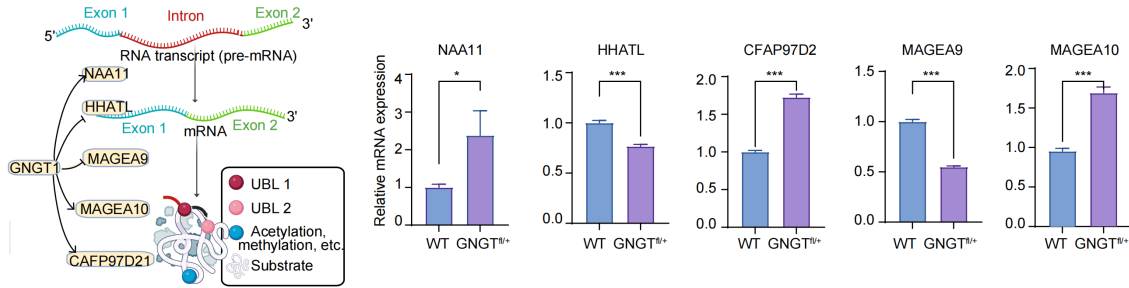 Exon 1
Intron
Exon 2
5'
3'
RNA transcript (pre-mRNA)
NAA11
HHATL
3'
Exon 1
Exon 2
mRNA
GNGT1
MAGEA9
MAGEA10
CAFP97D21
UBL 1
UBL 2
Acetylation,
methylation, etc.
Substrate
Relative mRNA expression
NAA11
*
4
3
2
1
0
WT GNGTfl/+
HHATL
***
1.5
1.0
0.5
0.0
WT GNGTfl/+
CFAP97D2
***
2.0
1.5
1.0
0.5
0.0
WT GNGTfl/+
MAGEA9
***
1.5
1.0
0.5
0.0
WT GNGTfl/+
MAGEA10
***
2.0
1.5
1.0
0.5
0.0
WT GNGTfl/+